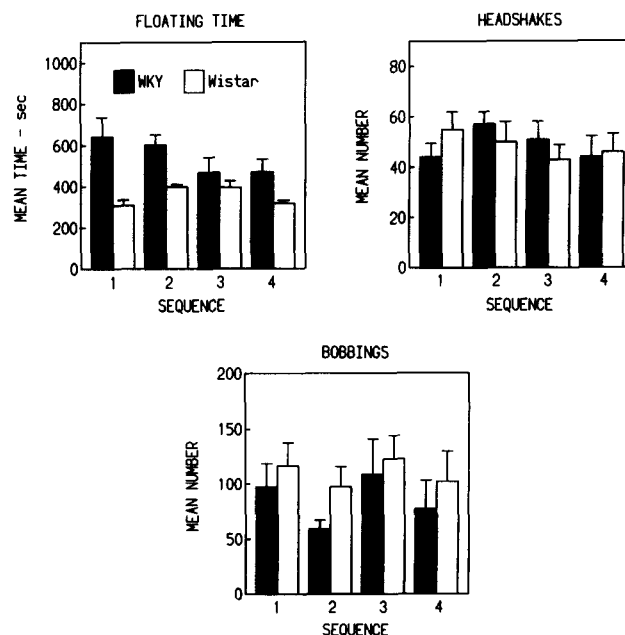 FLOATING TIME
MEAN TIME - sec
1000
800
600
400
200
0
WKY
Wistar
1 2 3 4
SEQUENCE
HEADSHAKES
MEAN NUMBER
80
60
40
20
0
1 2 3 4
SEQUENCE
BOBBINGS
MEAN NUMBER
200
150
100
50
0
1 2 3 4
SEQUENCE